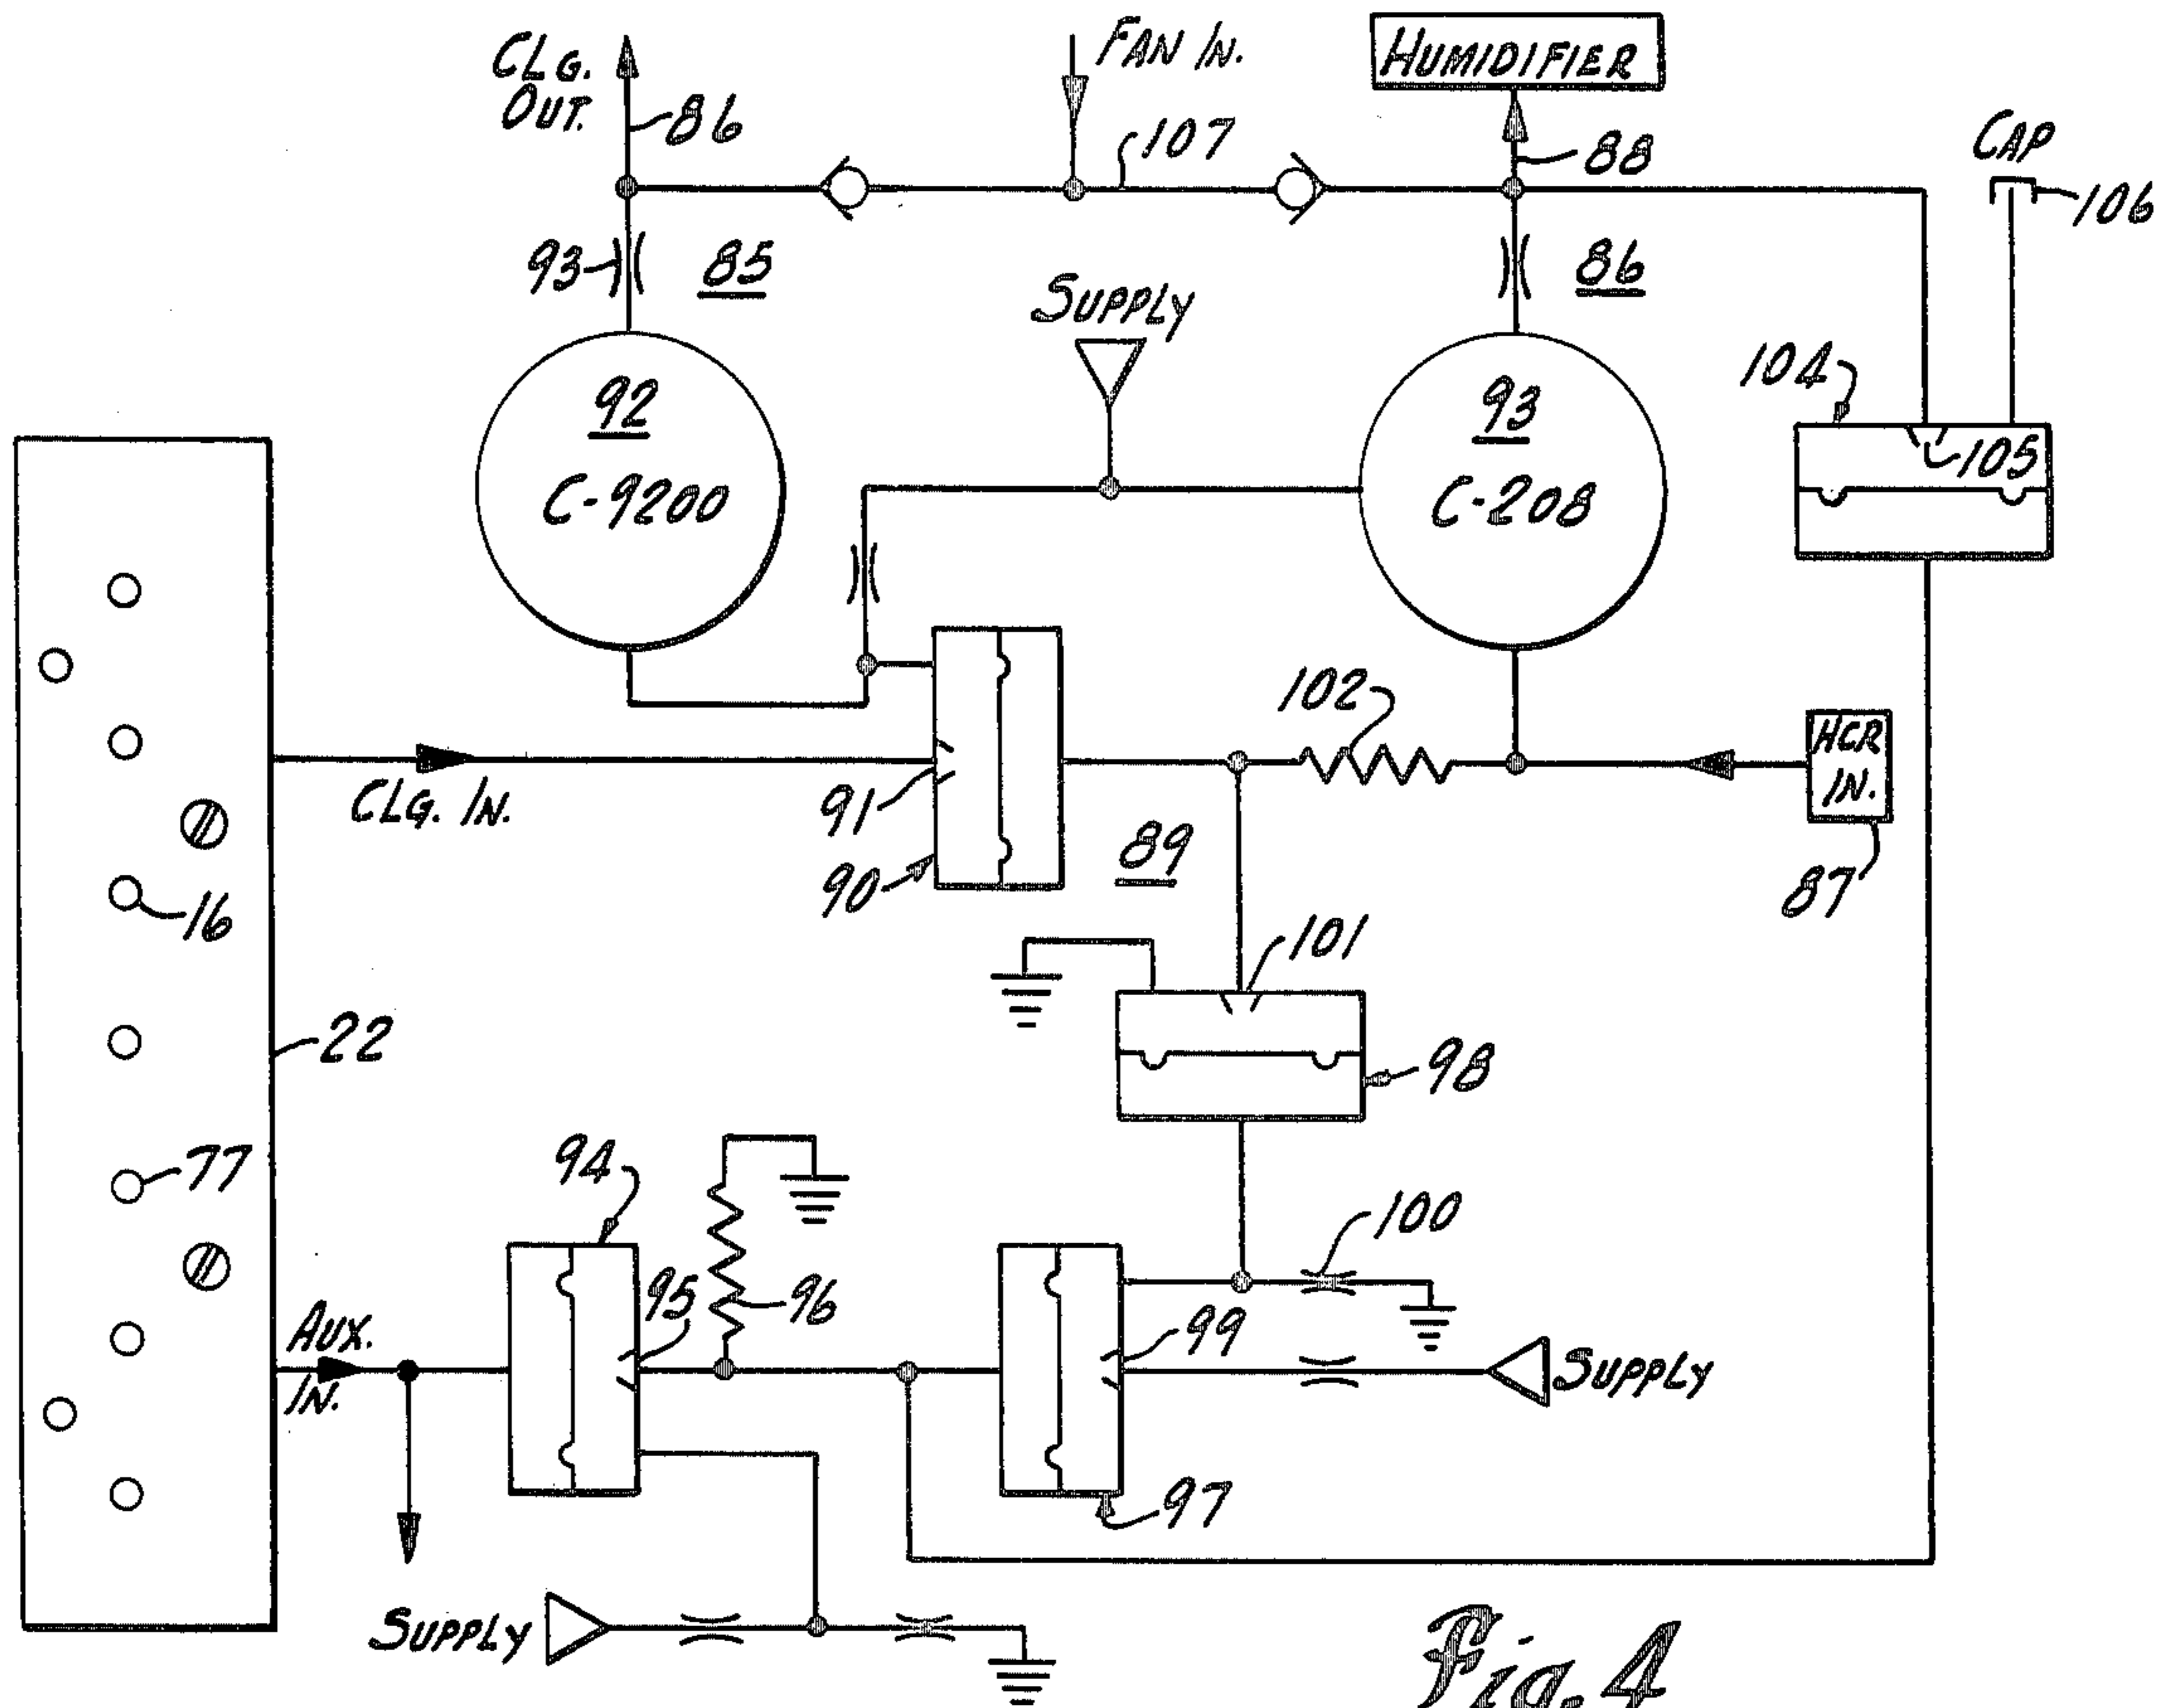 CLG. OUT.
86
FAN IN.
107
HUMIDIFIER
88
CAP
106
93
85
SUPPLY
86
104
105
92
C-9200
93
C-208
102
HCR IN.
87
CLG. IN.
91
90
89
16
101
22
98
77
94
95
96
100
99
AUX. IN.
SUPPLY
97
SUPPLY
Fig. 4